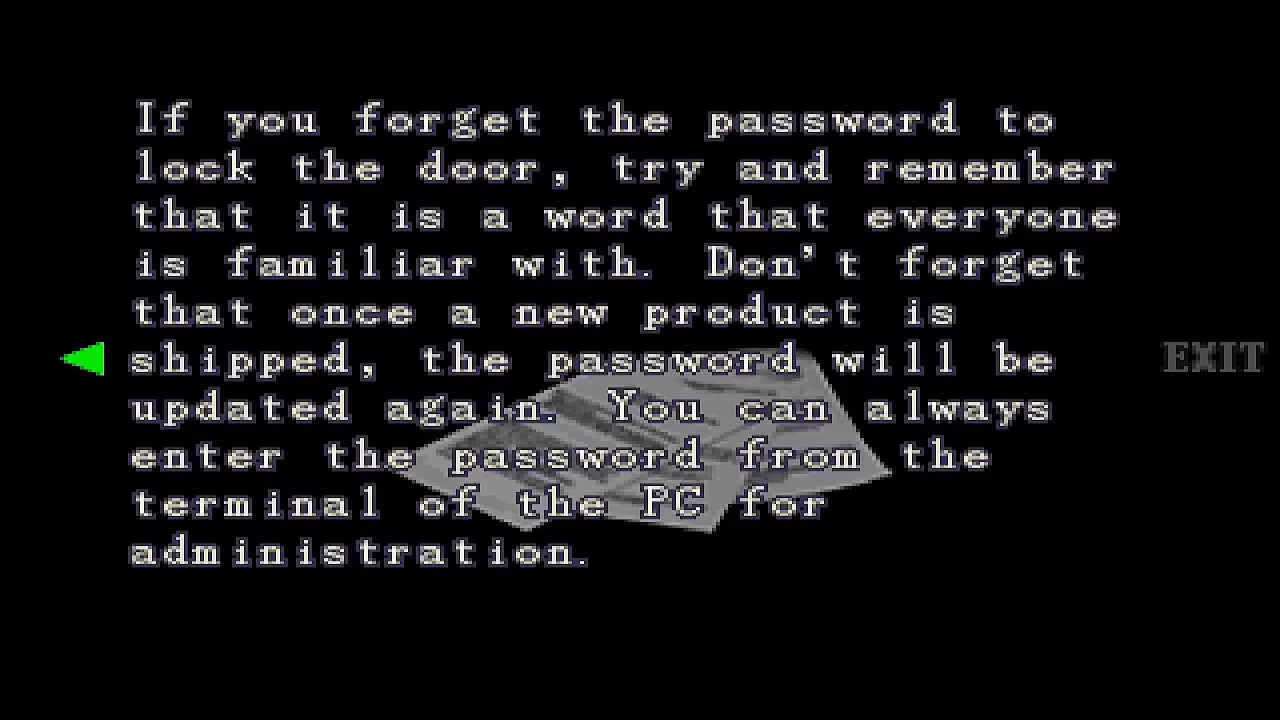 If you forget the password to
lock the door, try and remember
that it is a word that everyone
is familiar with. Don't forget
that once a new product is
shipped, the password will be
updated again. You can always
enter the password from the
terminal of the PC for
administration.
EXIT